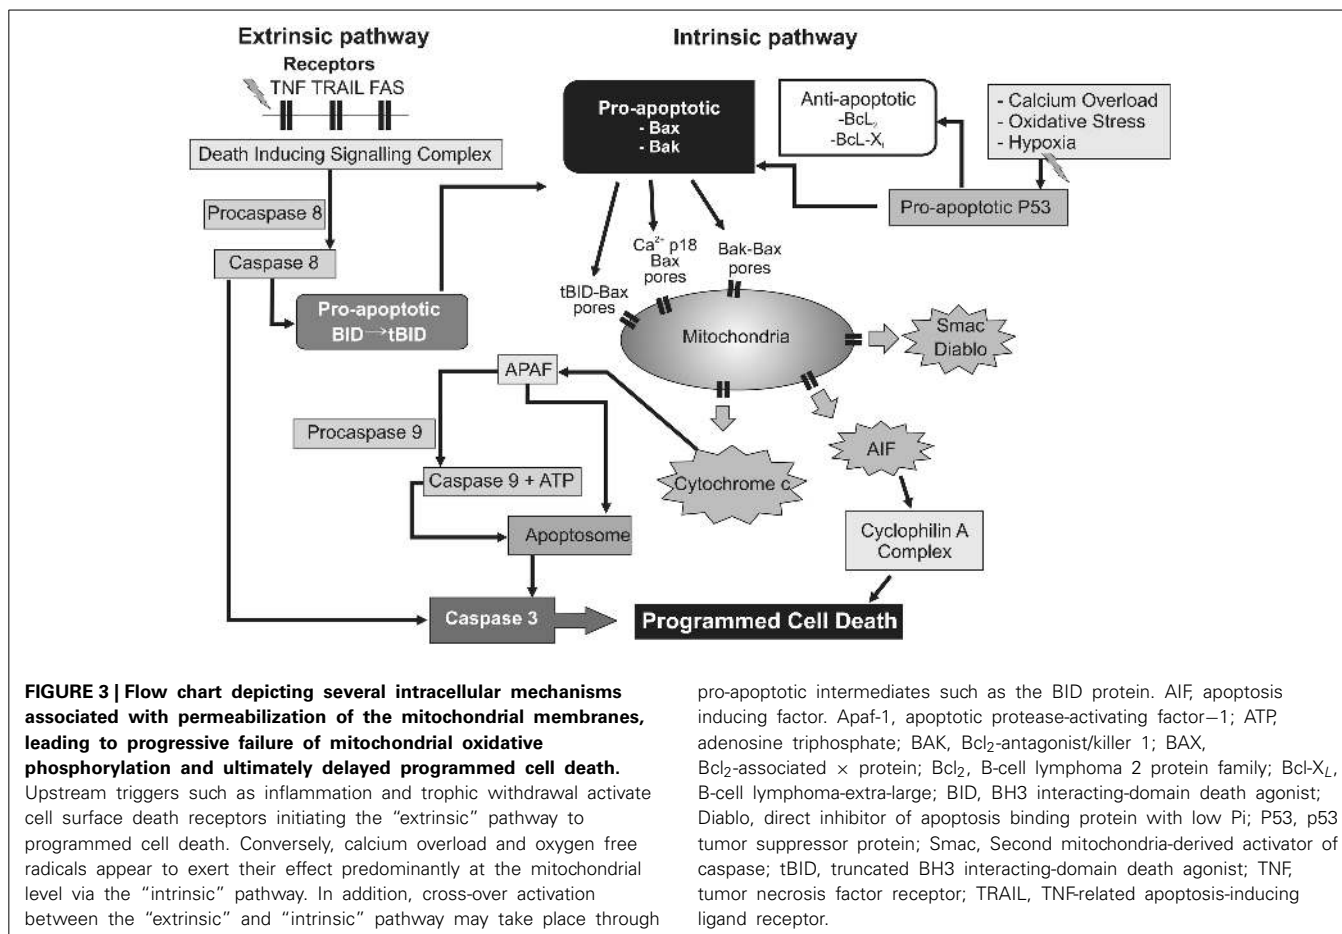 Extrinsic pathway
Receptors
TNF TRAIL FAS
Death Inducing Signalling Complex
Procaspase 8
Caspase 8
Pro-apoptotic
BID→tBID
Intrinsic pathway
Pro-apoptotic
- Bax
- Bak
Anti-apoptotic
-BcL₂
-BcL-Xₗ
- Calcium Overload
- Oxidative Stress
- Hypoxia
Pro-apoptotic P53
tBID-Bax
pores
Ca²⁺ p18
Bax
pores
Bak-Bax
pores
Mitochondria
Smac
Diablo
APAF
Procaspase 9
Caspase 9 + ATP
Apoptosome
Cytochrome c
AIF
Cyclophilin A
Complex
Caspase 3
Programmed Cell Death
FIGURE 3 | Flow chart depicting several intracellular mechanisms
associated with permeabilization of the mitochondrial membranes,
leading to progressive failure of mitochondrial oxidative
phosphorylation and ultimately delayed programmed cell death.
Upstream triggers such as inflammation and trophic withdrawal activate
cell surface death receptors initiating the “extrinsic” pathway to
programmed cell death. Conversely, calcium overload and oxygen free
radicals appear to exert their effect predominantly at the mitochondrial
level via the “intrinsic” pathway. In addition, cross-over activation
between the “extrinsic” and “intrinsic” pathway may take place through
pro-apoptotic intermediates such as the BID protein. AIF, apoptosis
inducing factor. Apaf-1, apoptotic protease-activating factor−1; ATP,
adenosine triphosphate; BAK, Bcl₂-antagonist/killer 1; BAX,
Bcl₂-associated × protein; Bcl₂, B-cell lymphoma 2 protein family; Bcl-X_L,
B-cell lymphoma-extra-large; BID, BH3 interacting-domain death agonist;
Diablo, direct inhibitor of apoptosis binding protein with low Pi; P53, p53
tumor suppressor protein; Smac, Second mitochondria-derived activator of
caspase; tBID, truncated BH3 interacting-domain death agonist; TNF,
tumor necrosis factor receptor; TRAIL, TNF-related apoptosis-inducing
ligand receptor.